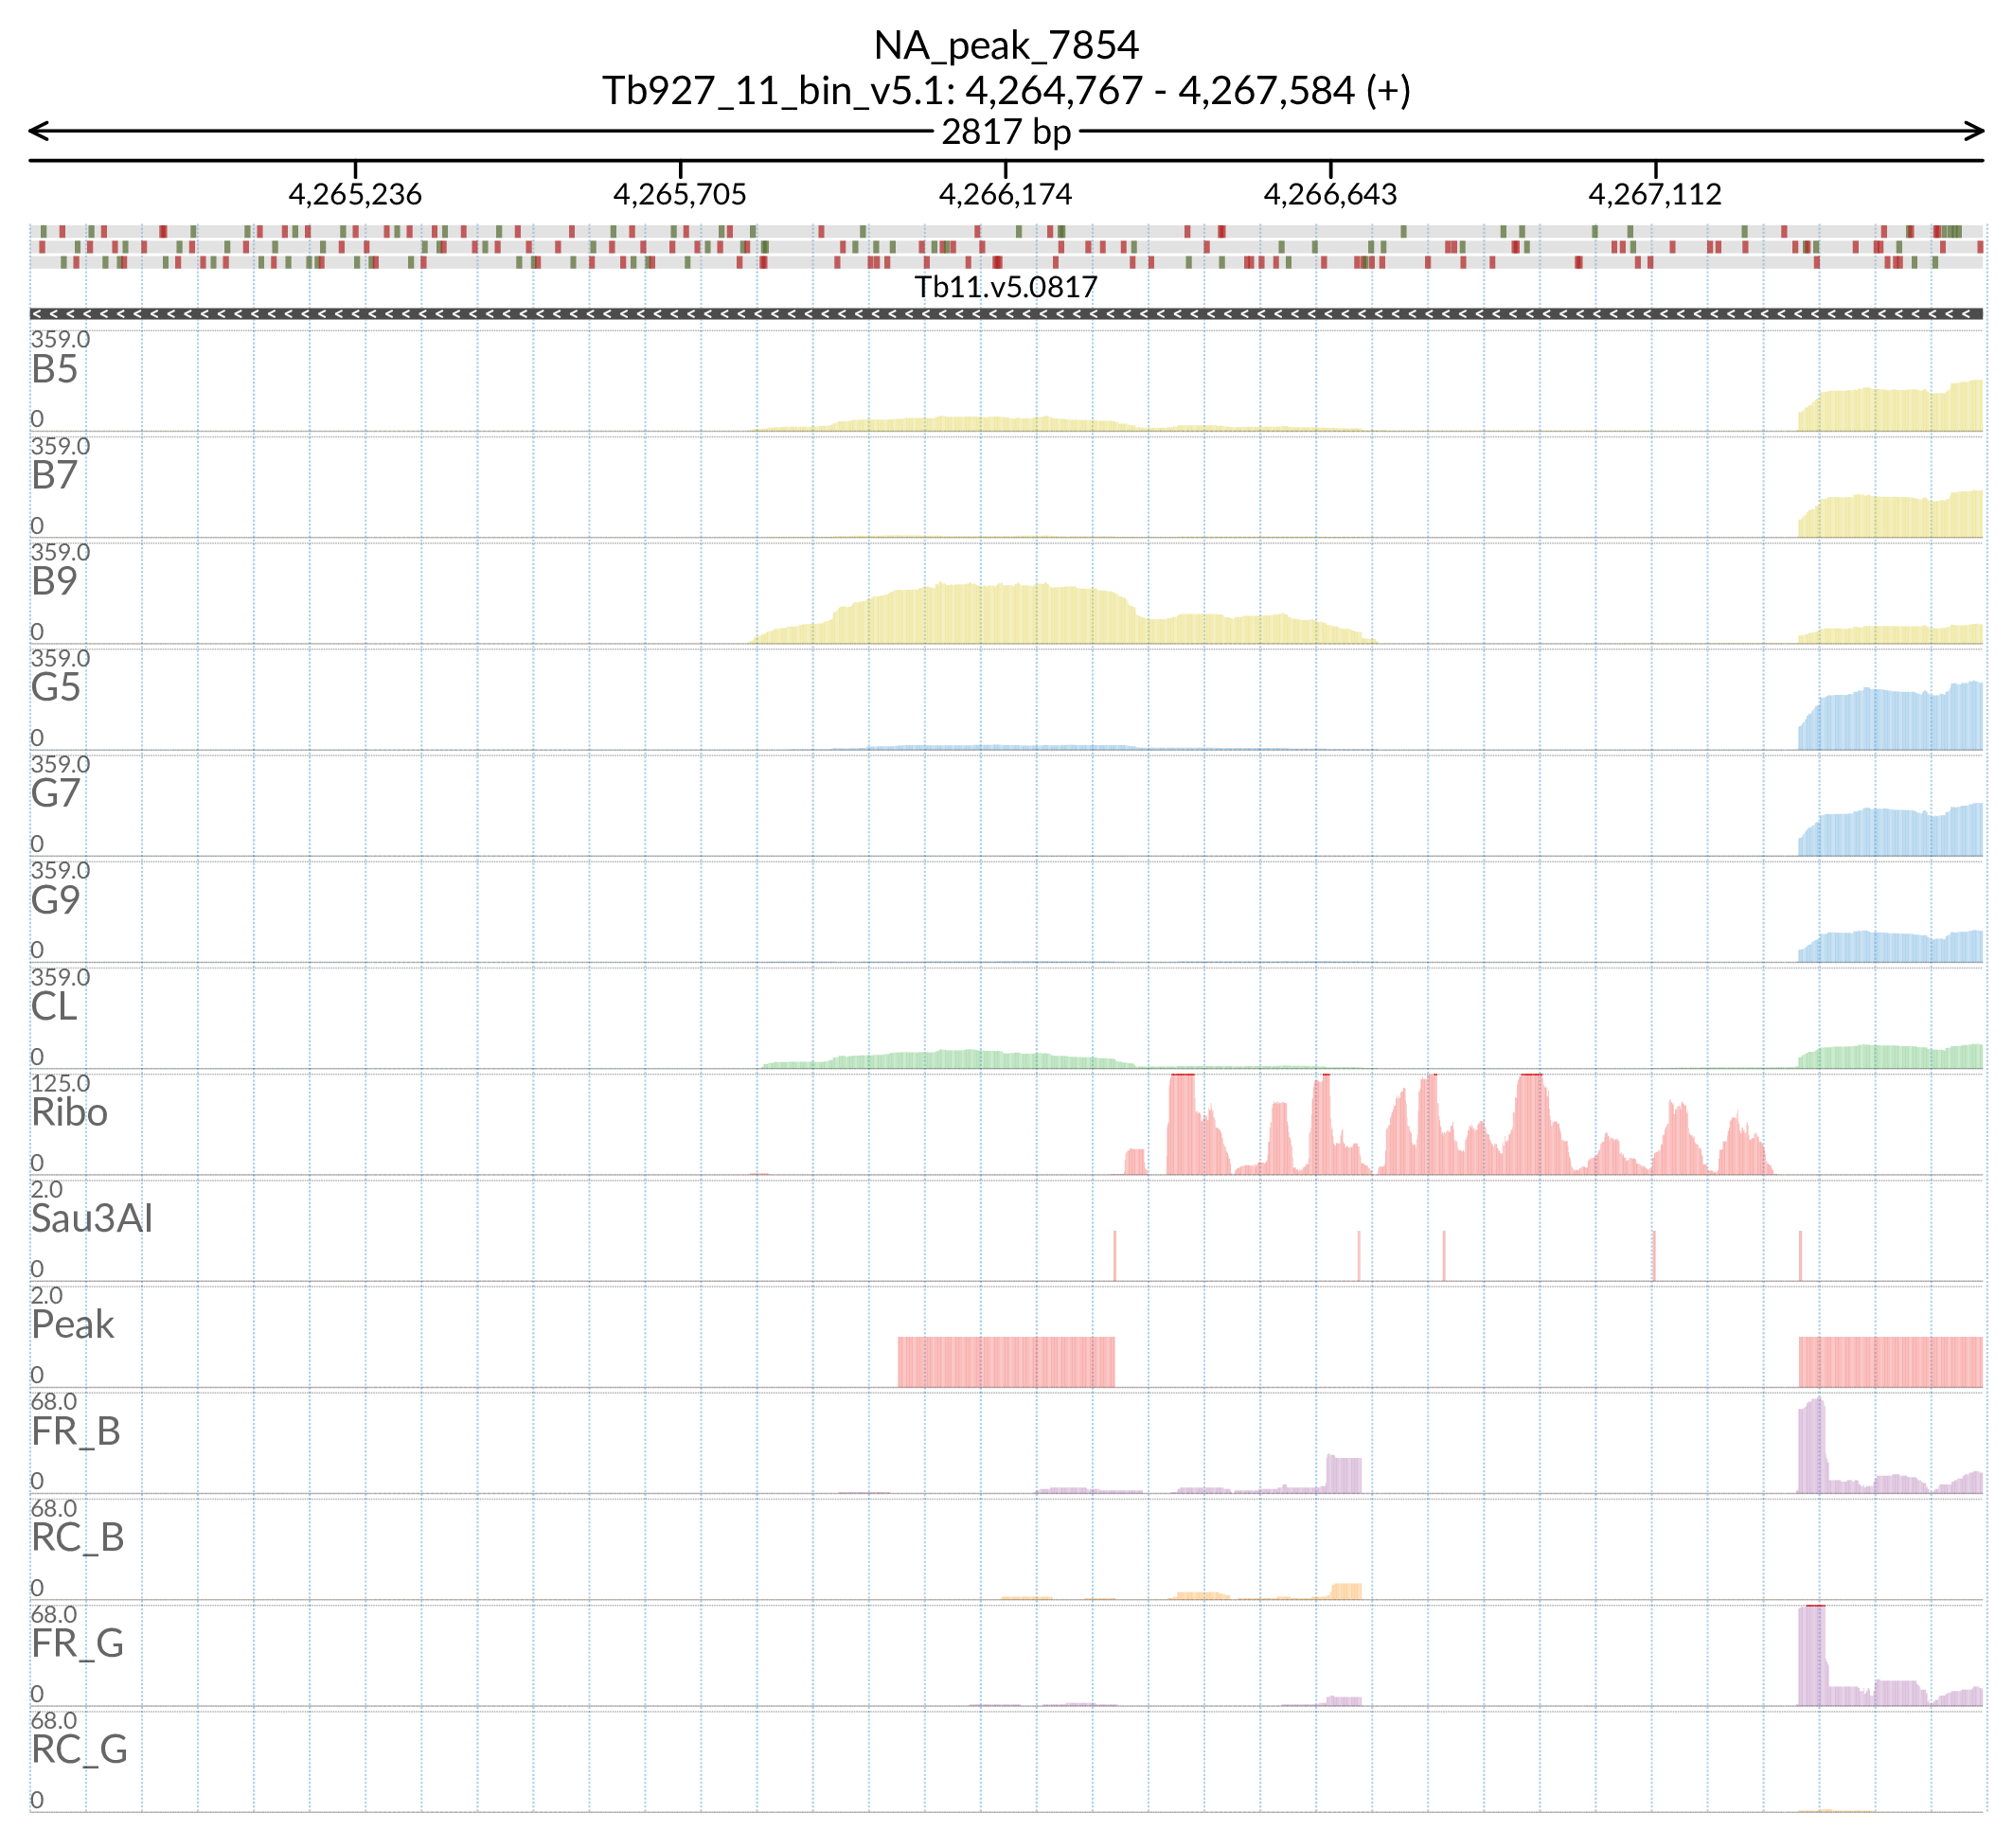 NA_peak_7854
Tb927_11_bin_v5.1: 4,264,767 - 4,267,584 (+)
2817 bp
4,265,236 4,265,705 4,266,174 4,266,643 4,267,112
Tb11.v5.0817
359.0
B5
0
359.0
B7
0
359.0
B9
0
359.0
G5
0
359.0
G7
0
359.0
G9
0
359.0
CL
0
125.0
Ribo
0
2.0
Sau3AI
0
2.0
Peak
0
68.0
FR_B
0
68.0
RC_B
0
68.0
FR_G
0
68.0
RC_G
0